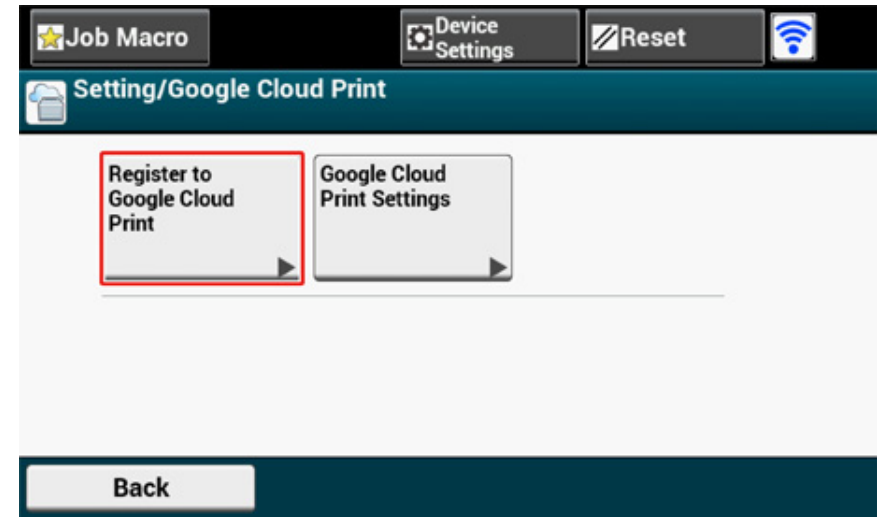 Job Macro
Device
Settings
Reset
Setting/Google Cloud Print
Register to
Google Cloud
Print
Google Cloud
Print Settings
Back